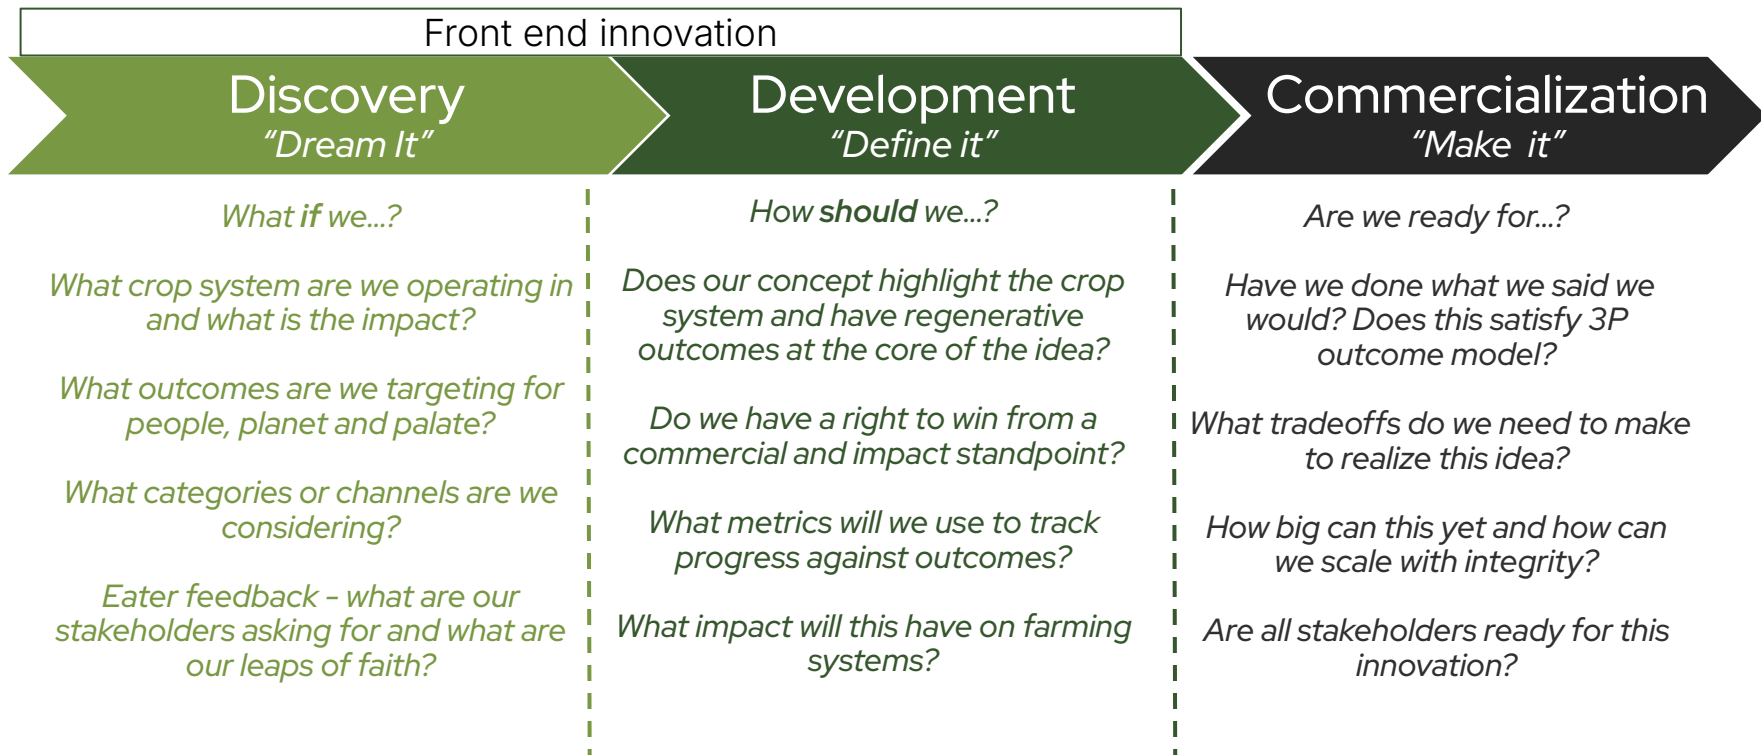 Front end innovation
Discovery
“Dream It”
What if we...?
What crop system are we operating in
and what is the impact?
What outcomes are we targeting for
people, planet and palate?
What categories or channels are we
considering?
Eater feedback - what are our
stakeholders asking for and what are
our leaps of faith?
Development
“Define it”
How should we...?
Does our concept highlight the crop
system and have regenerative
outcomes at the core of the idea?
Do we have a right to win from a
commercial and impact standpoint?
What metrics will we use to track
progress against outcomes?
What impact will this have on farming
systems?
Commercialization
“Make it”
Are we ready for...?
Have we done what we said we
would? Does this satisfy 3P
outcome model?
What tradeoffs do we need to make
to realize this idea?
How big can this yet and how can
we scale with integrity?
Are all stakeholders ready for this
innovation?